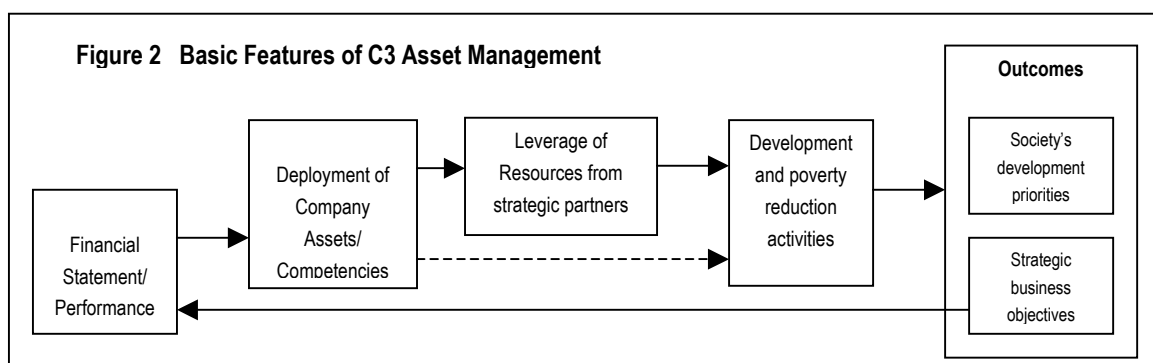 Figure 2 Basic Features of C3 Asset Management
Financial
Statement/
Performance
Deployment of
Company
Assets/
Competencies
Leverage of
Resources from
strategic partners
Development
and poverty
reduction
activities
Outcomes
Society's
development
priorities
Strategic
business
objectives